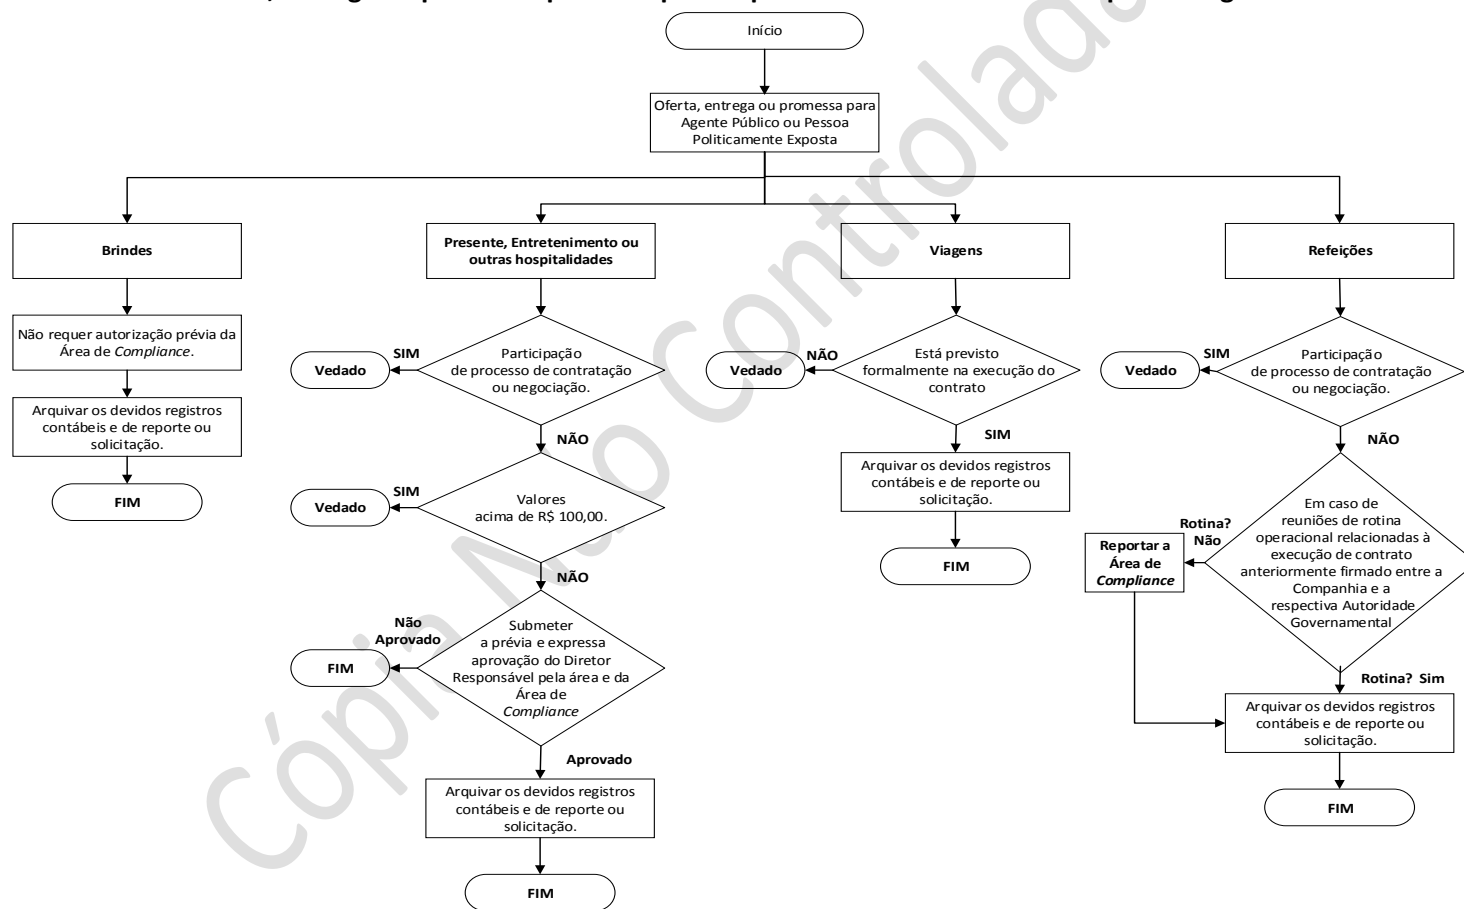 Início
Oferta, entrega ou promessa para
Agente Público ou Pessoa
Politicamente Exposta
Brindes
Não requer autorização prévia da
Área de Compliance.
Arquivar os devidos registros
contábeis e de reporte ou
solicitação.
FIM
Presente, Entretenimento ou
outras hospitalidades
Participação
de processo de contratação
ou negociação.
SIM
Vedado
NÃO
Valores
acima de R$ 100,00.
SIM
Vedado
NÃO
Submeter
a prévia e expressa
aprovação do Diretor
Responsável pela área e da
Área de
Compliance
Não
Aprovado
FIM
Aprovado
Arquivar os devidos registros
contábeis e de reporte ou
solicitação.
FIM
Viagens
Está previsto
formalmente na execução do
contrato
NÃO
Vedado
SIM
Arquivar os devidos registros
contábeis e de reporte ou
solicitação.
FIM
Refeições
Participação
de processo de contratação
ou negociação.
SIM
Vedado
NÃO
Em caso de
reuniões de rotina
operacional relacionadas à
execução de contrato
anteriormente firmado entre a
Companhia e a
respectiva Autoridade
Governamental
Rotina?
Não
Reportar a
Área de
Compliance
Rotina? Sim
Arquivar os devidos registros
contábeis e de reporte ou
solicitação.
FIM
Cópia Não Controlada